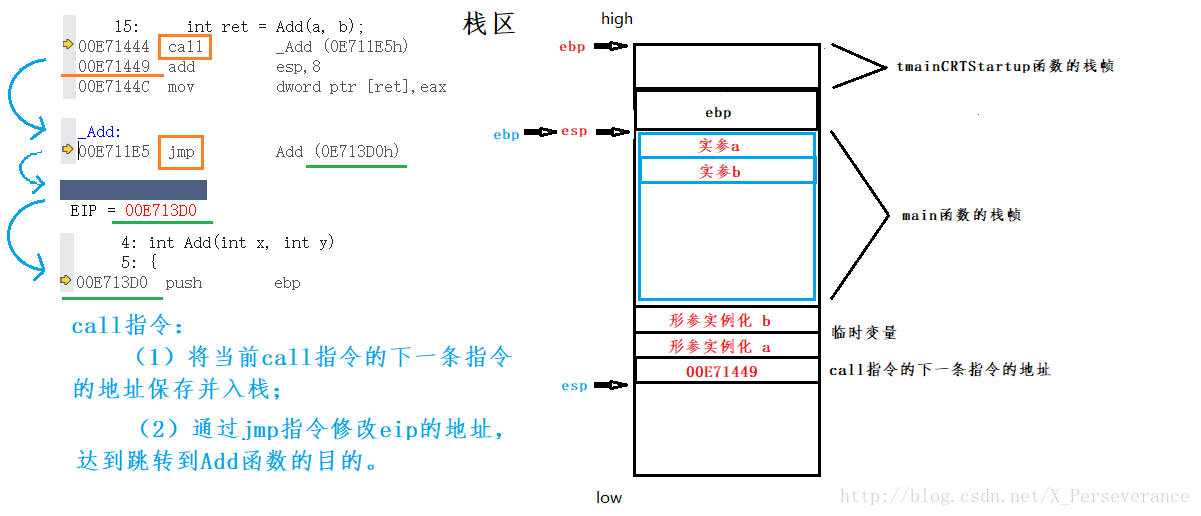 15: int ret = Add(a, b);
00E71444 call _Add (0E711E5h)
00E71449 add esp,8
00E7144C mov dword ptr [ret],eax
_Add:
00E711E5 jmp Add (0E713D0h)
EIP = 00E713D0
4: int Add(int x, int y)
5: {
00E713D0 push ebp
call指令：
（1）将当前call指令的下一条指令
的地址保存并入栈；
（2）通过jmp指令修改eip的地址，
达到跳转到Add函数的目的。
栈区
high
ebp
tmainCRTStartup函数的栈帧
ebp
ebp
esp
实参a
实参b
main函数的栈帧
形参实例化 b
临时变量
形参实例化 a
00E71449
call指令的下一条指令的地址
esp
low
http://blog.csdn.net/X_Perseverance